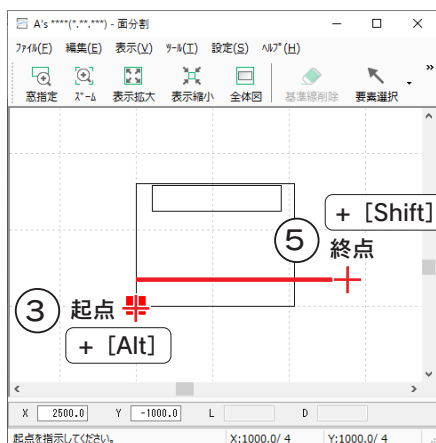 A's ****(*.**.***) - 面分割
ファイル(F) 編集(E) 表示(V) ツール(T) 設定(S) ヘルプ(H)
窓指定 ズーム 表示拡大 表示縮小 全体図 基準線削除 要素選択
+ [Shift]
⑤ 終点
③ 起点
+ [Alt]
X 2500.0 Y -1000.0 L D
起点を指示してください。 X:1000.0/ 4 Y:1000.0/ 4